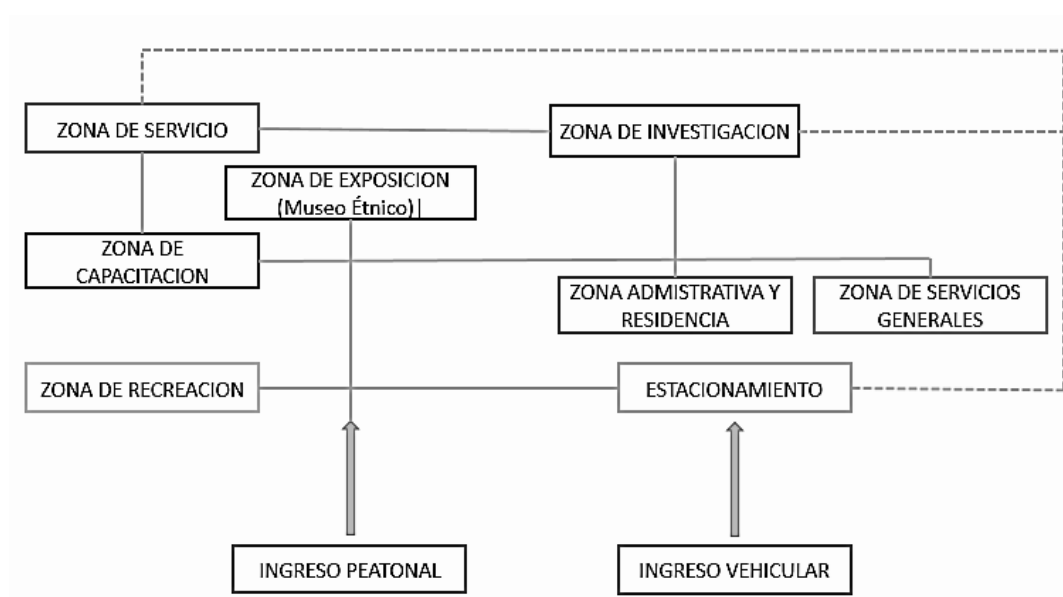 ZONA DE SERVICIO
ZONA DE INVESTIGACION
ZONA DE EXPOSICION
(Museo Étnico)|
ZONA DE
CAPACITACION
ZONA ADMISTRATIVA Y
RESIDENCIA
ZONA DE SERVICIOS
GENERALES
ZONA DE RECREACION
ESTACIONAMIENTO
INGRESO PEATONAL
INGRESO VEHICULAR